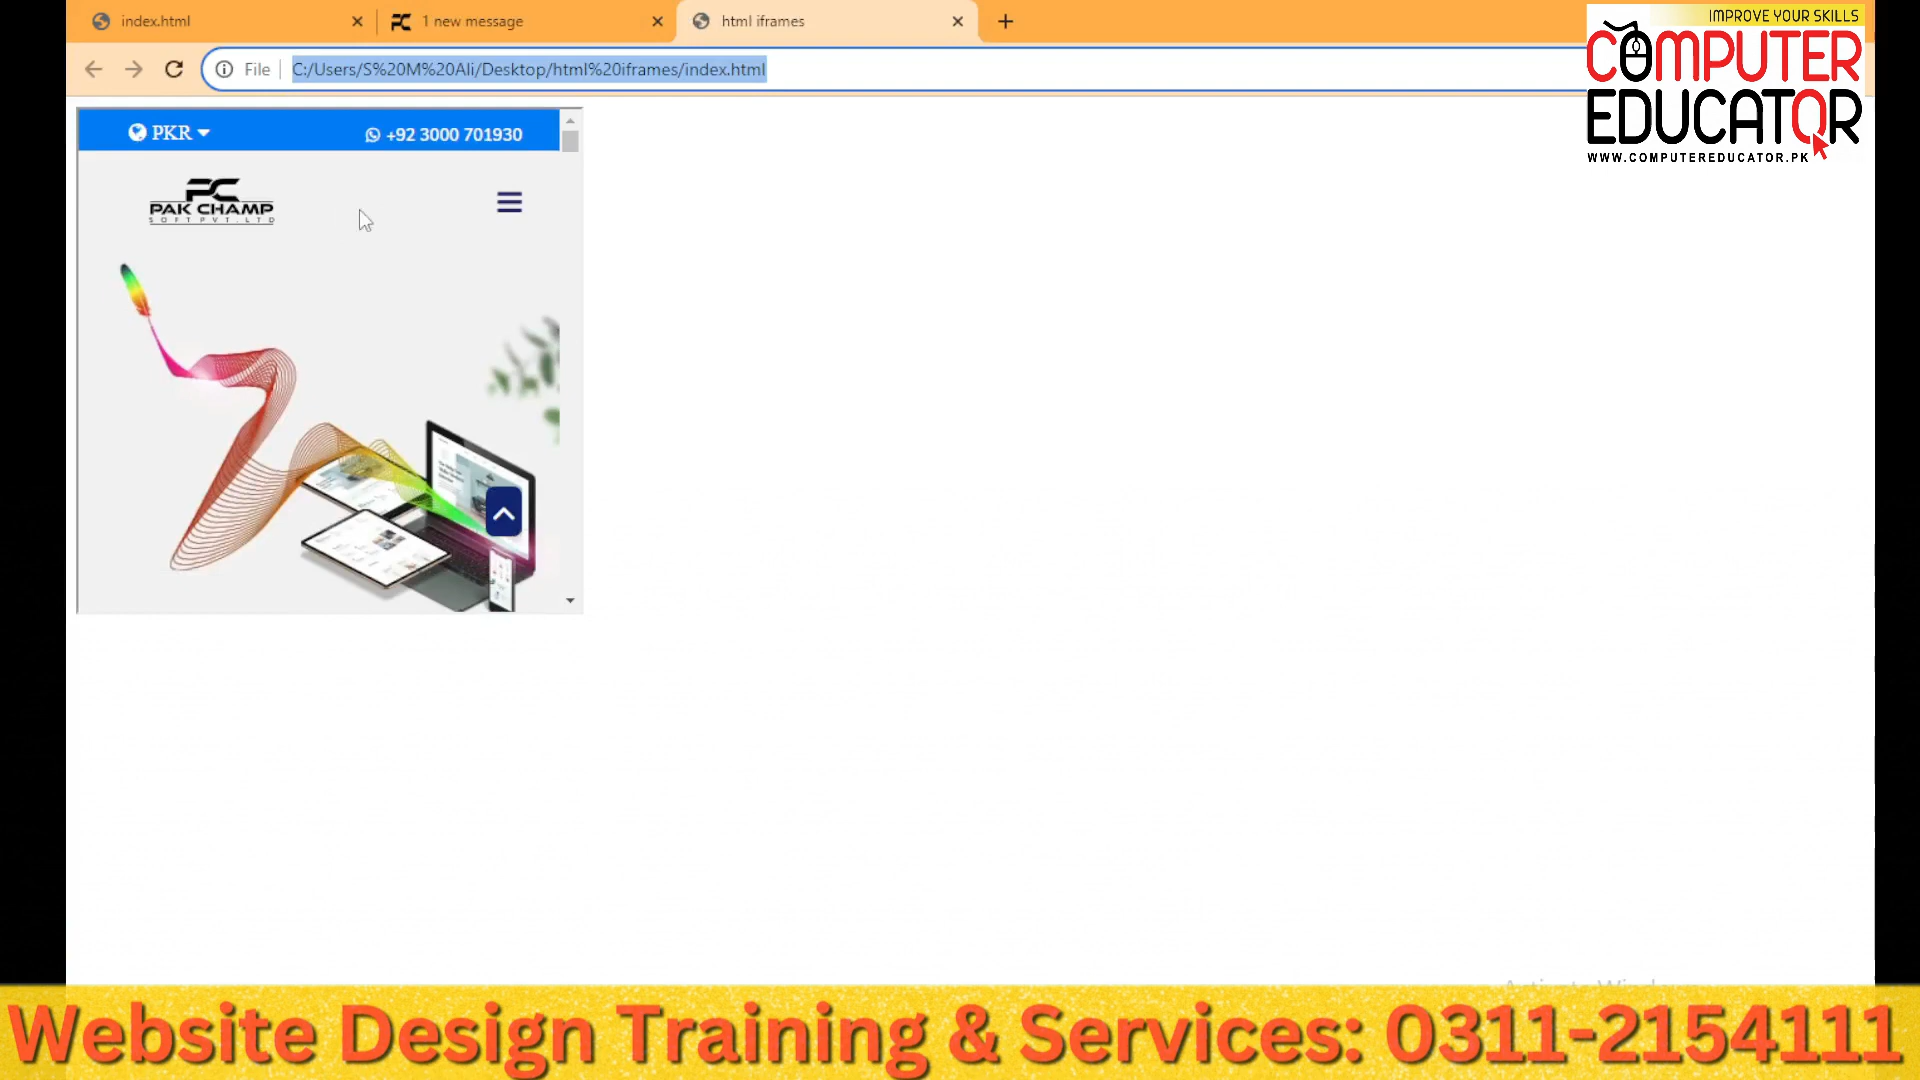 index.html
1 new message
html iframes
IMPROVE YOUR SKILLS
COMPUTER
EDUCATOR
WWW.COMPUTEREDUCATOR.PK
File
C:/Users/S%20M%20Ali/Desktop/html%20iframes/index.html
PKR
+92 3000 701930
PC
PAK CHAMP
SOFT PVT. LTD
Website Design Training & Services: 0311-2154111